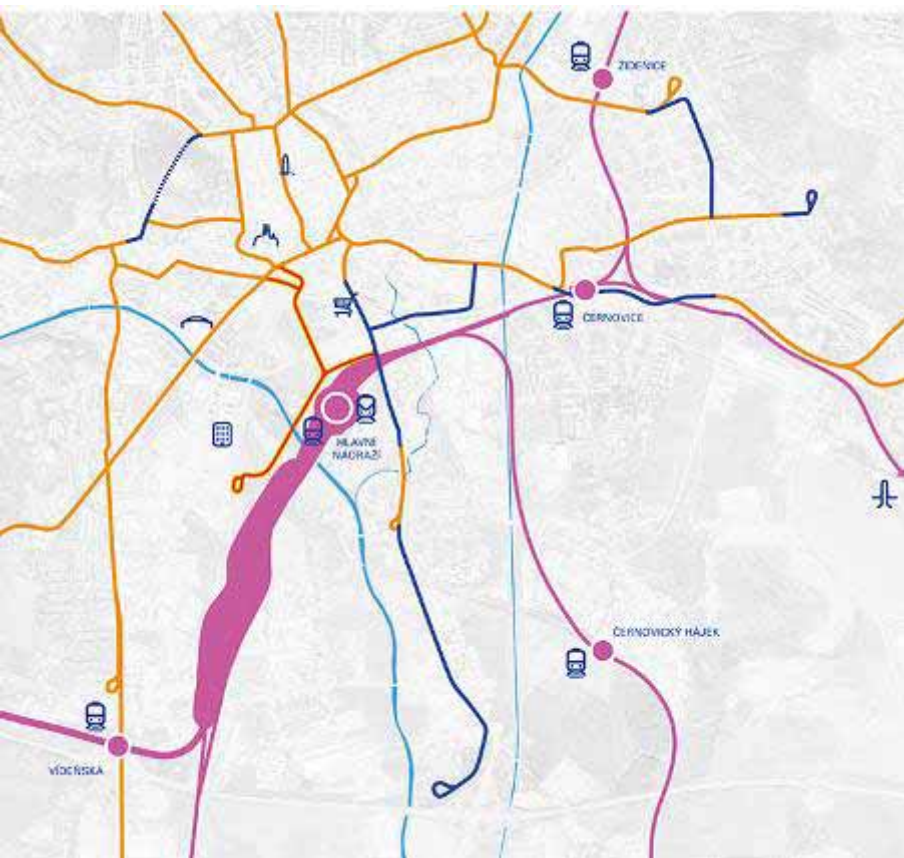 ŽIDENICE
ČERNOVICE
HLAVNÍ
NÁDRAŽÍ
ČERNOVICKÝ HÁJEK
VÍDEŇSKÁ